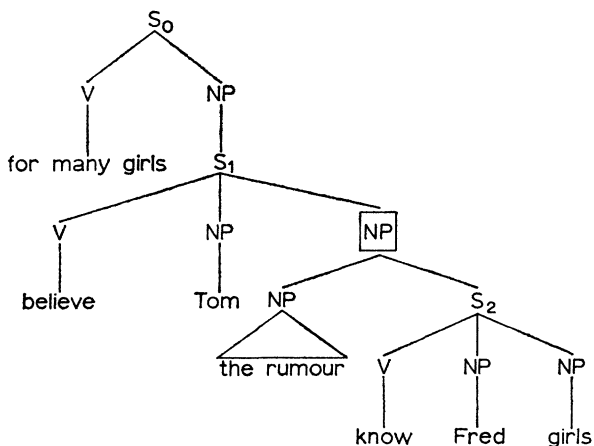 S0
V NP
for many girls S1
V NP NP
believe Tom NP S2
the rumour V NP NP
know Fred girls